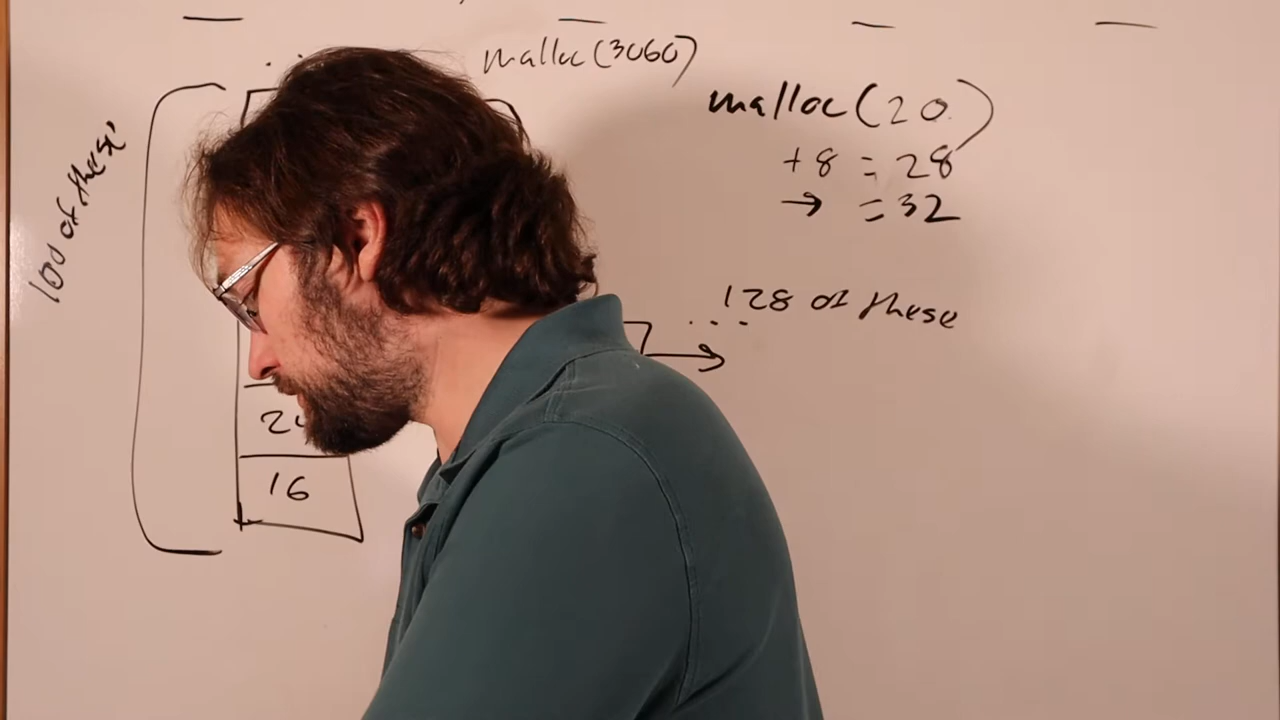 malloc(3060)
malloc(20)
+8 = 28
→ = 32
100 of these
128 of these
16